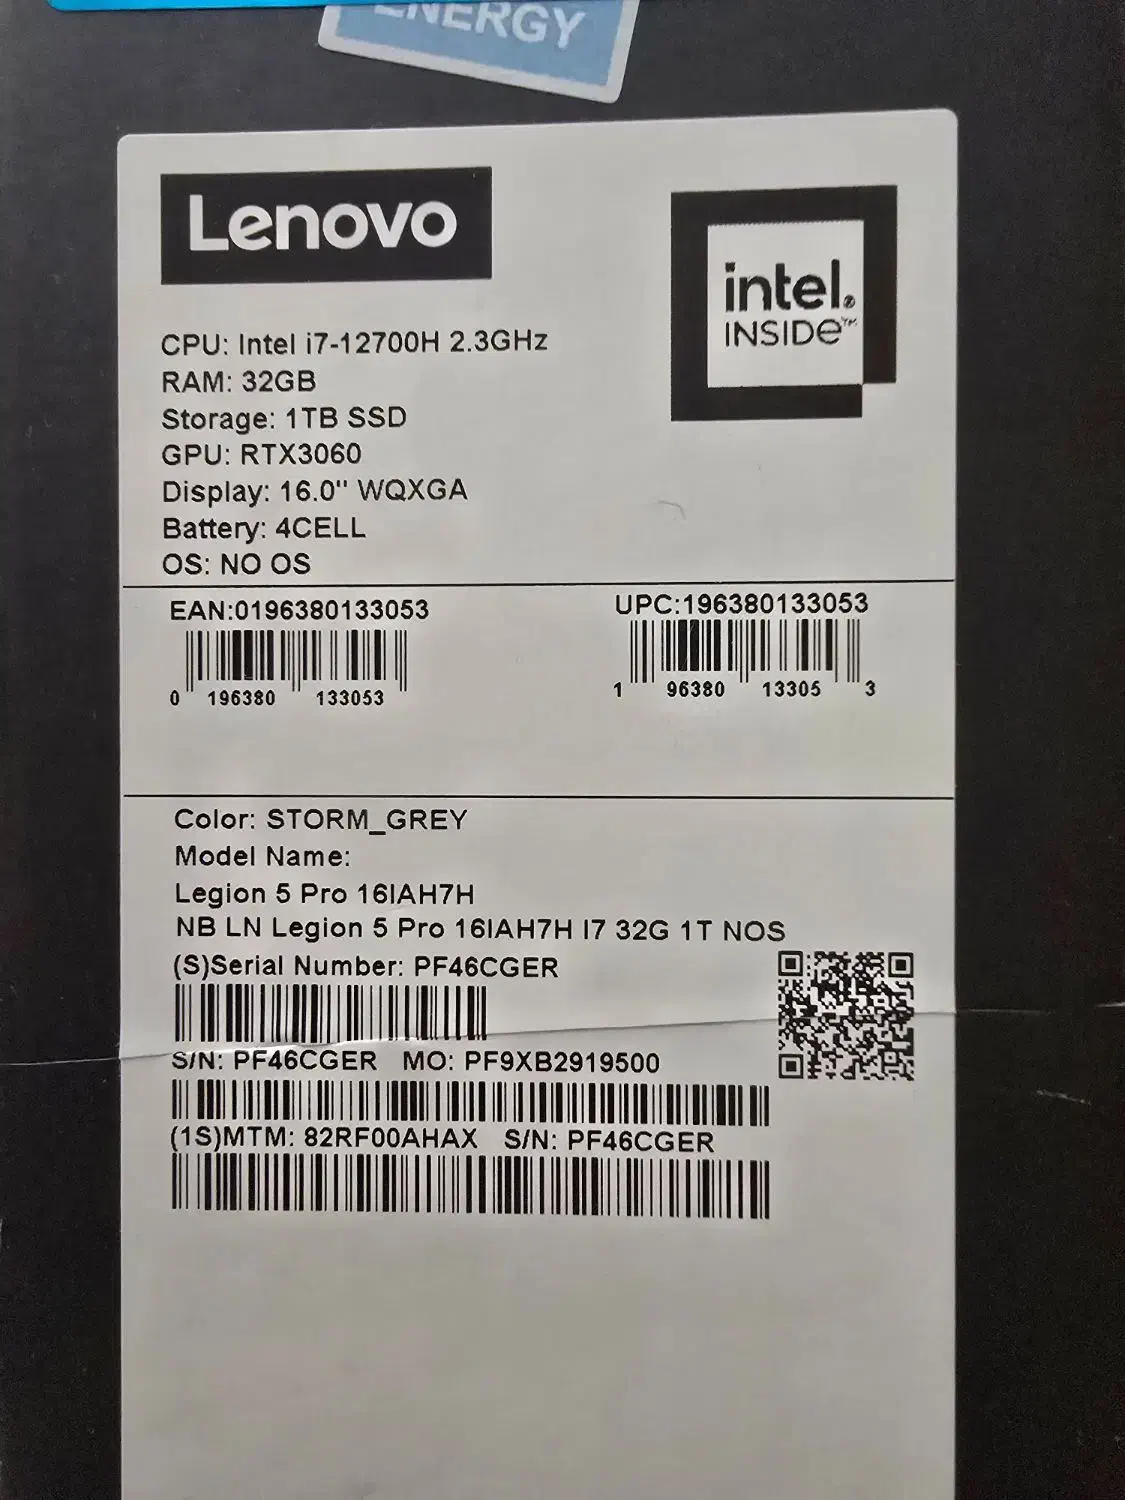 ENERGY
Lenovo
intel.
INSIDE™
CPU: Intel i7-12700H 2.3GHz
RAM: 32GB
Storage: 1TB SSD
GPU: RTX3060
Display: 16.0" WQXGA
Battery: 4CELL
OS: NO OS
EAN:0196380133053
0 196380 133053
UPC:196380133053
1 96380 13305 3
Color: STORM_GREY
Model Name:
Legion 5 Pro 16IAH7H
NB LN Legion 5 Pro 16IAH7H I7 32G 1T NOS
(S)Serial Number: PF46CGER
S/N: PF46CGER MO: PF9XB2919500
(1S)MTM: 82RF00AHAX S/N: PF46CGER